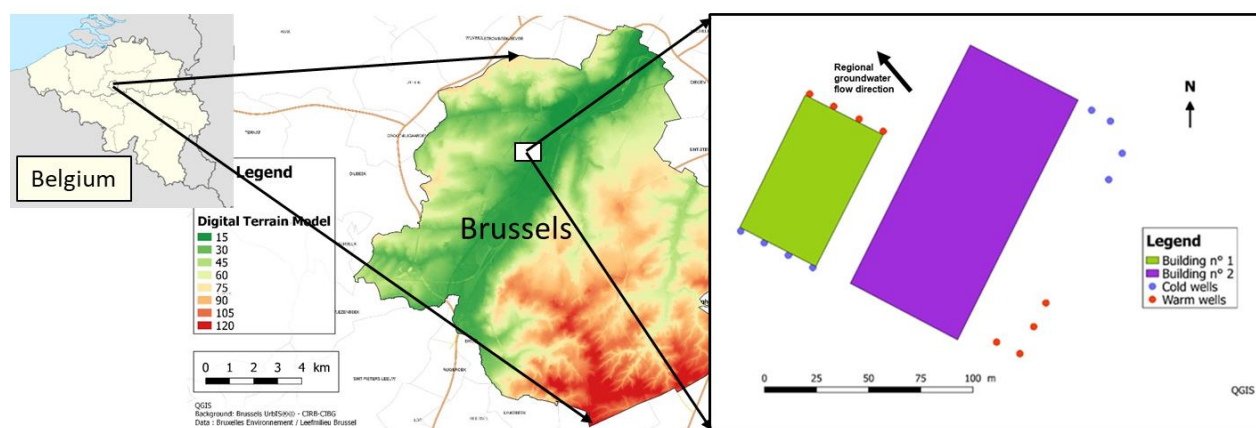 Belgium
Legend
Digital Terrain Model
15
30
45
60
75
90
105
120
0 1 2 3 4 km
QGIS
Background: Brussels UrbIS®© - CIRB-CIBG
Data : Bruxelles Environnement / Leefmilieu Brussel
Brussels
Regional
groundwater
flow direction
N
Legend
Building n° 1
Building n° 2
Cold wells
Warm wells
0 25 50 75 100 m
QGIS